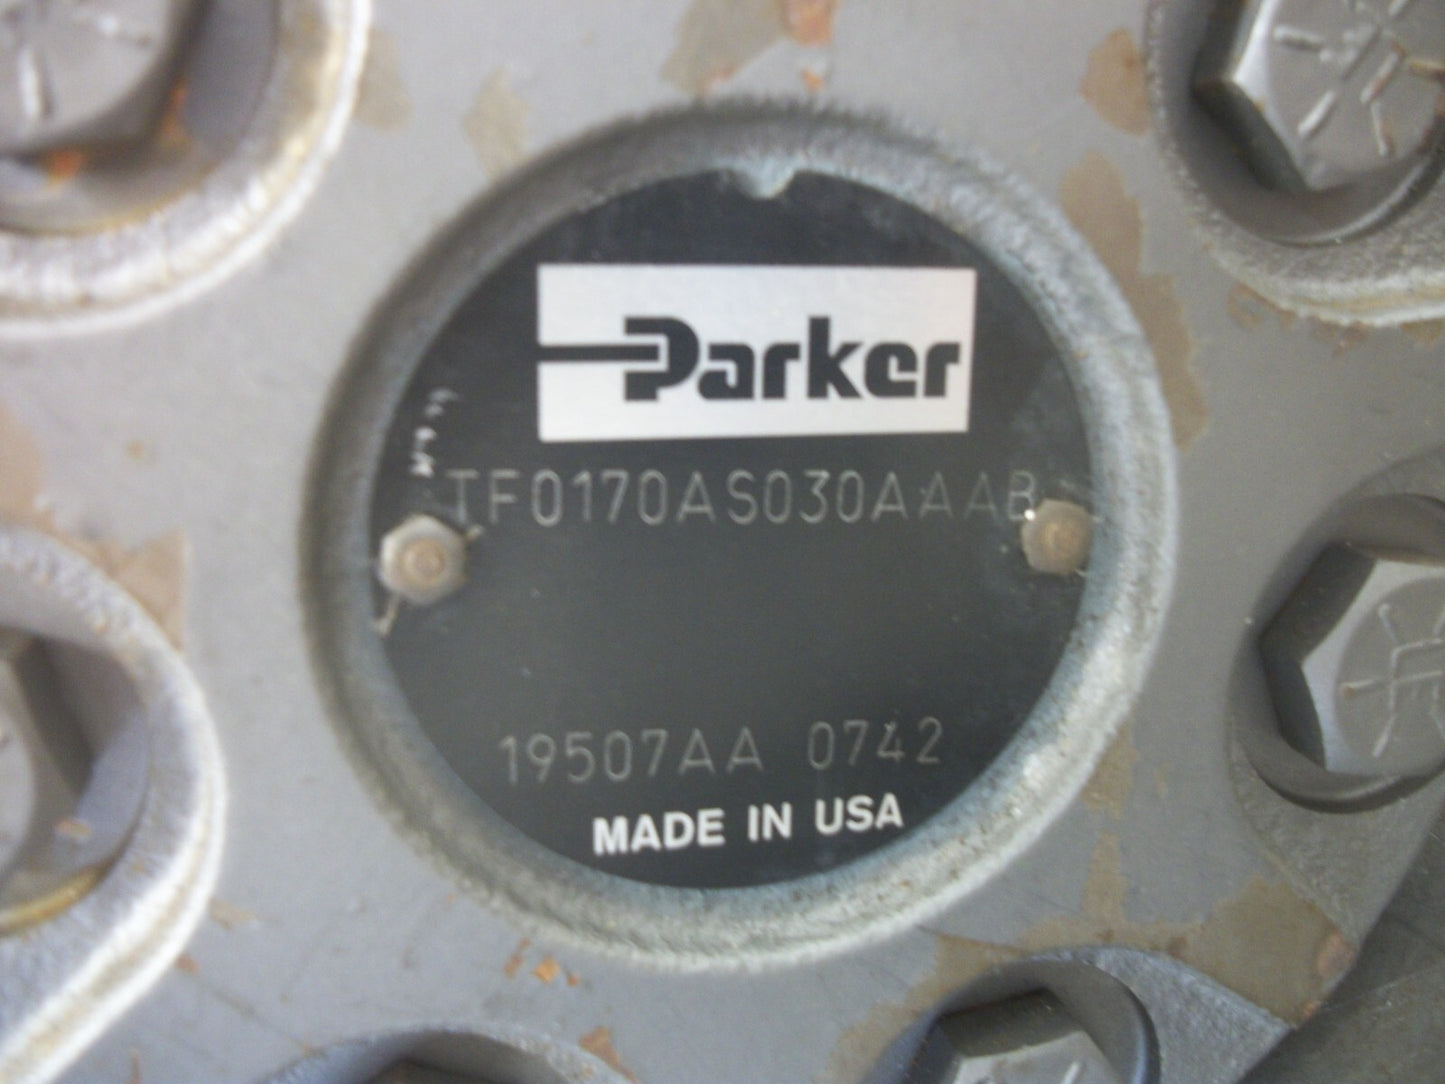 Parker
TF0170AS030AAAB
19507AA 0742
MADE IN USA